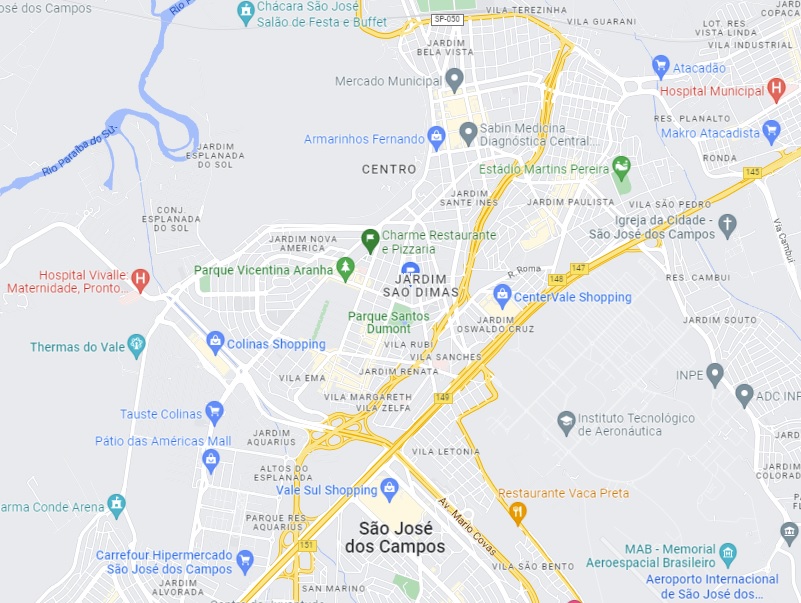 osé dos Campos
Chácara São José
Salão de Festa e Buffet
SP-050
VILA TEREZINHA
VILA GUARANI
LOT. RES
VISTA LINDA
JARD
COPACA
VILA INDUSTRIAL
JARDIM
BELA VISTA
Mercado Municipal
Atacadão
Hospital Municipal
RES. PLANALTO
Makro Atacadista
Rio Paraíba do Sul
Armarinhos Fernando
Sabin Medicina
Diagnóstica Central:...
JARDIM
ESPLANADA
DO SOL
CENTRO
Estádio Martins Pereira
RONDA
145
JARDIM
SANTE INES
JARDIM PAULISTA
VILA SÃO PEDRO
CONJ.
ESPLANADA
DO SOL
Igreja da Cidade -
São José dos Campos
Via Cambuí
JARDIM NOVA
AMERICA
Charme Restaurante
e Pizzaria
Parque Vicentina Aranha
Hospital Vivalle:
Maternidade, Pronto...
JARDIM
SAO DIMAS
R. Roma
147
148
RES. CAMBUI
CenterVale Shopping
Parque Santos
Dumont
JARDIM
OSWALDO CRUZ
JARDIM SOUTO
Thermas do Vale
Colinas Shopping
VILA RUBI
VILA SANCHES
VILA EMA
JARDIM RENATA
INPE
ADC INP
149
VILA MARGARETH
VILA ZELFA
Tauste Colinas
Instituto Tecnológico
de Aeronáutica
Pátio das Américas Mall
JARDIM
AQUARIUS
VILA LETONIA
ALTOS DO
ESPLANADA
JARD
COLORA
Vale Sul Shopping
Restaurante Vaca Preta
arma Conde Arena
PARQUE RES
AQUARIUS
Av. Mario Covas
São José
dos Campos
151
Carrefour Hipermercado
São José dos Campos
MAB - Memorial
Aeroespacial Brasileiro
VILA SÃO BENTO
Aeroporto Internacional
de São José dos...
JARDIM
ALVORADA
SAN MARINO